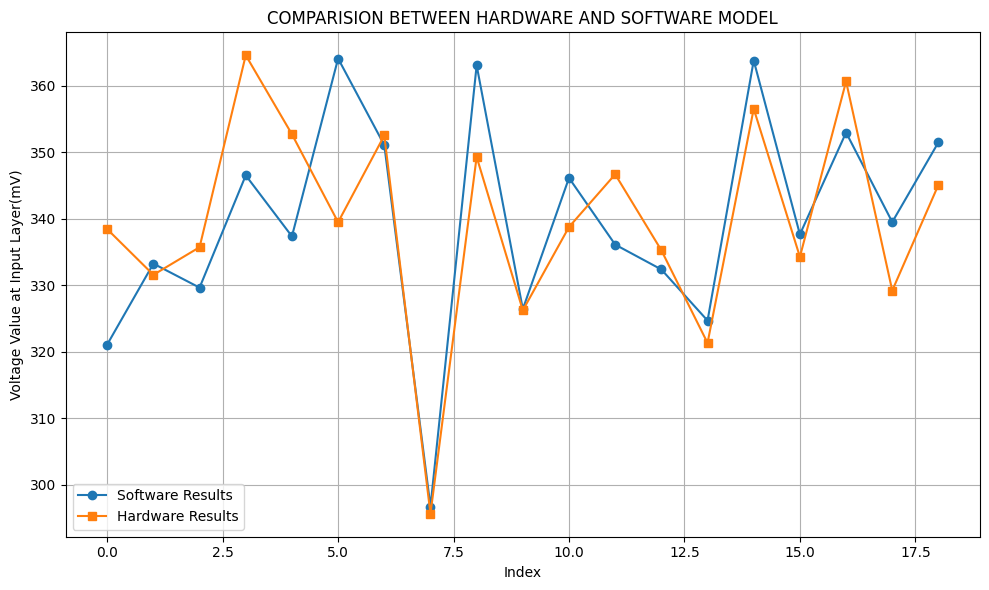 COMPARISION BETWEEN HARDWARE AND SOFTWARE MODEL
Voltage Value at Input Layer(mV)
360
350
340
330
320
310
300
Software Results
Hardware Results
0.0 2.5 5.0 7.5 10.0 12.5 15.0 17.5
Index